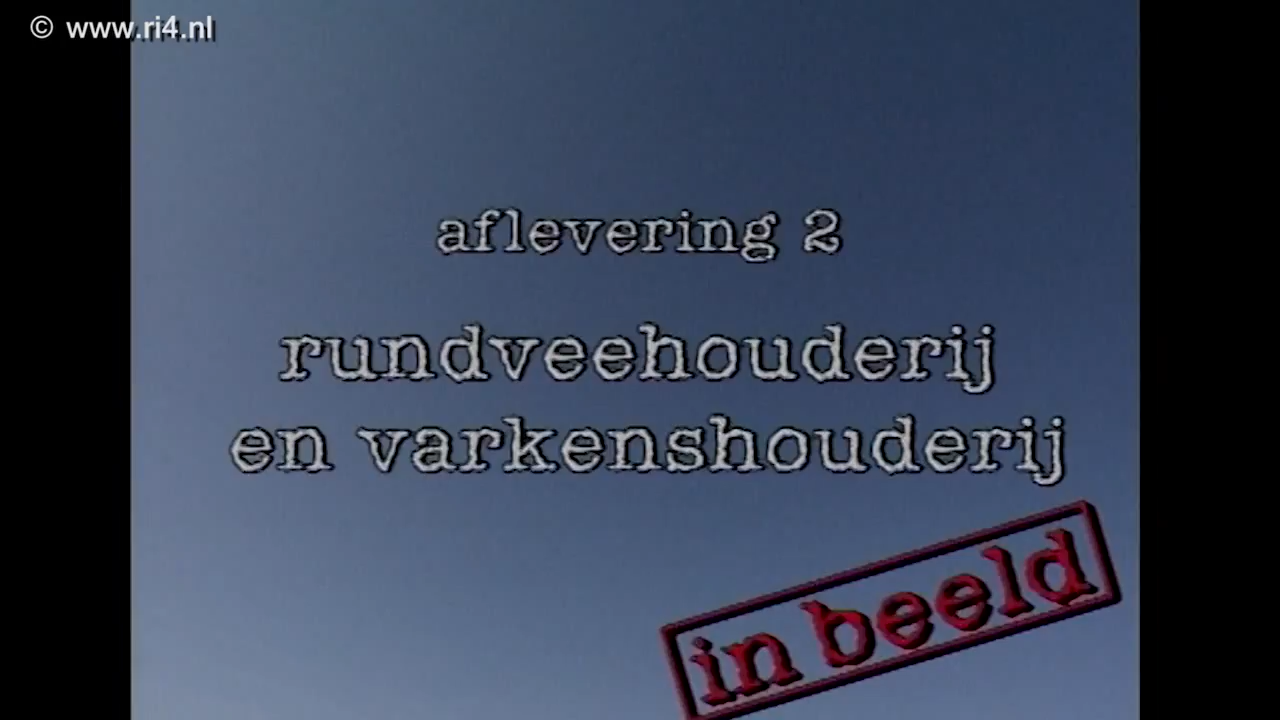 © www.ri4.nl
aflevering 2
rundveehouderij
en varkenshouderij
in beeld